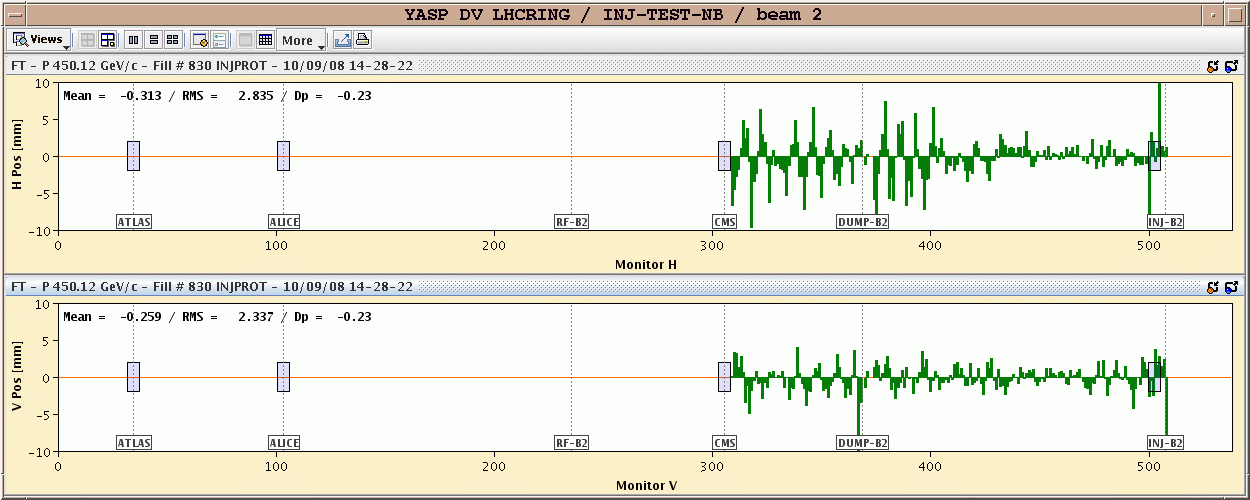 YASP DV LHCRING / INJ-TEST-NB / beam 2
Views More
FT - P 450.12 GeV/c - Fill # 830 INJPROT - 10/09/08 14-28-22
Mean = -0.313 / RMS = 2.835 / Dp = -0.23
H Pos [mm]
10
5
0
-5
-10
ATLAS ALICE RF-B2 CMS DUMP-B2 INJ-B2
0 100 200 300 400 500
Monitor H
FT - P 450.12 GeV/c - Fill # 830 INJPROT - 10/09/08 14-28-22
Mean = -0.259 / RMS = 2.337 / Dp = -0.23
V Pos [mm]
10
5
0
-5
-10
ATLAS ALICE RF-B2 CMS DUMP-B2 INJ-B2
0 100 200 300 400 500
Monitor V